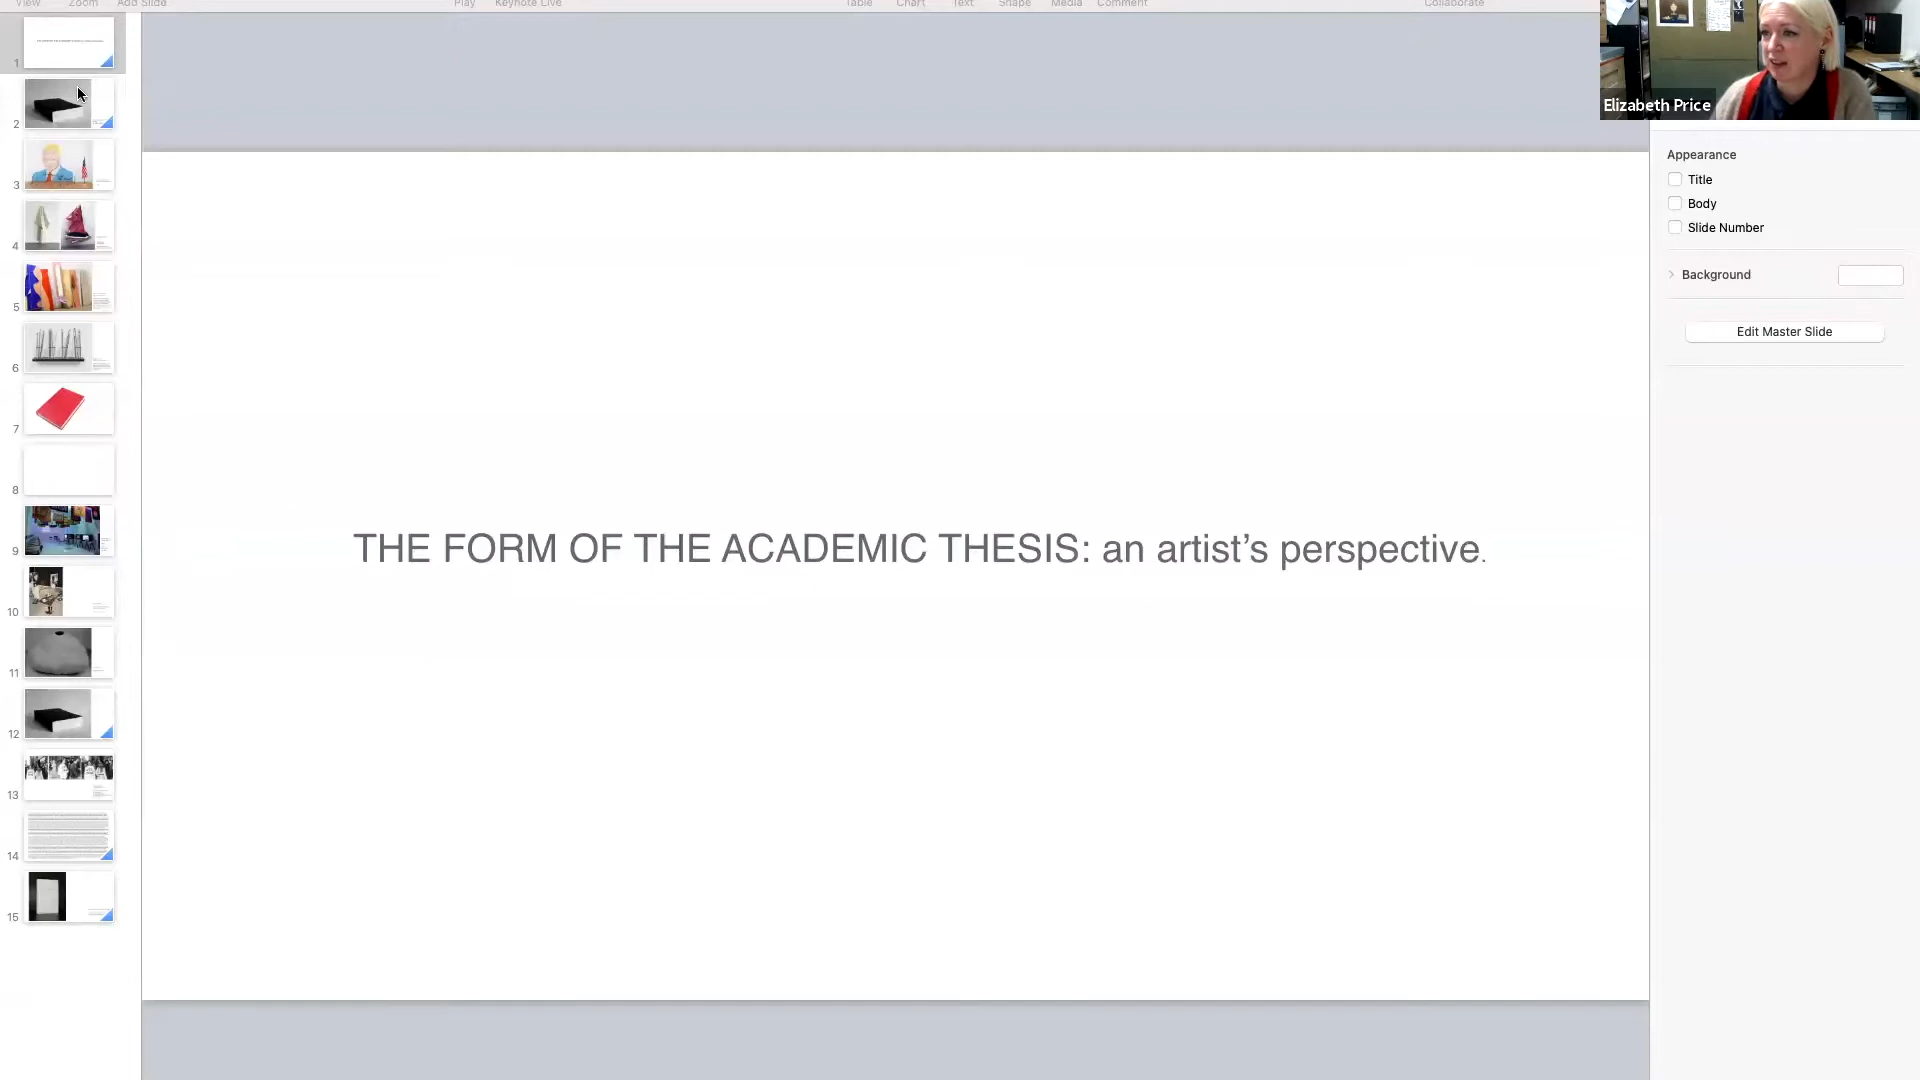 View Zoom Add Slide Play Keynote Live Table Chart Text Shape Media Comment Collaborate
Elizabeth Price
Appearance
Title
Body
Slide Number
Background
Edit Master Slide
THE FORM OF THE ACADEMIC THESIS: an artist’s perspective.
1
2
3
4
5
6
7
8
9
10
11
12
13
14
15